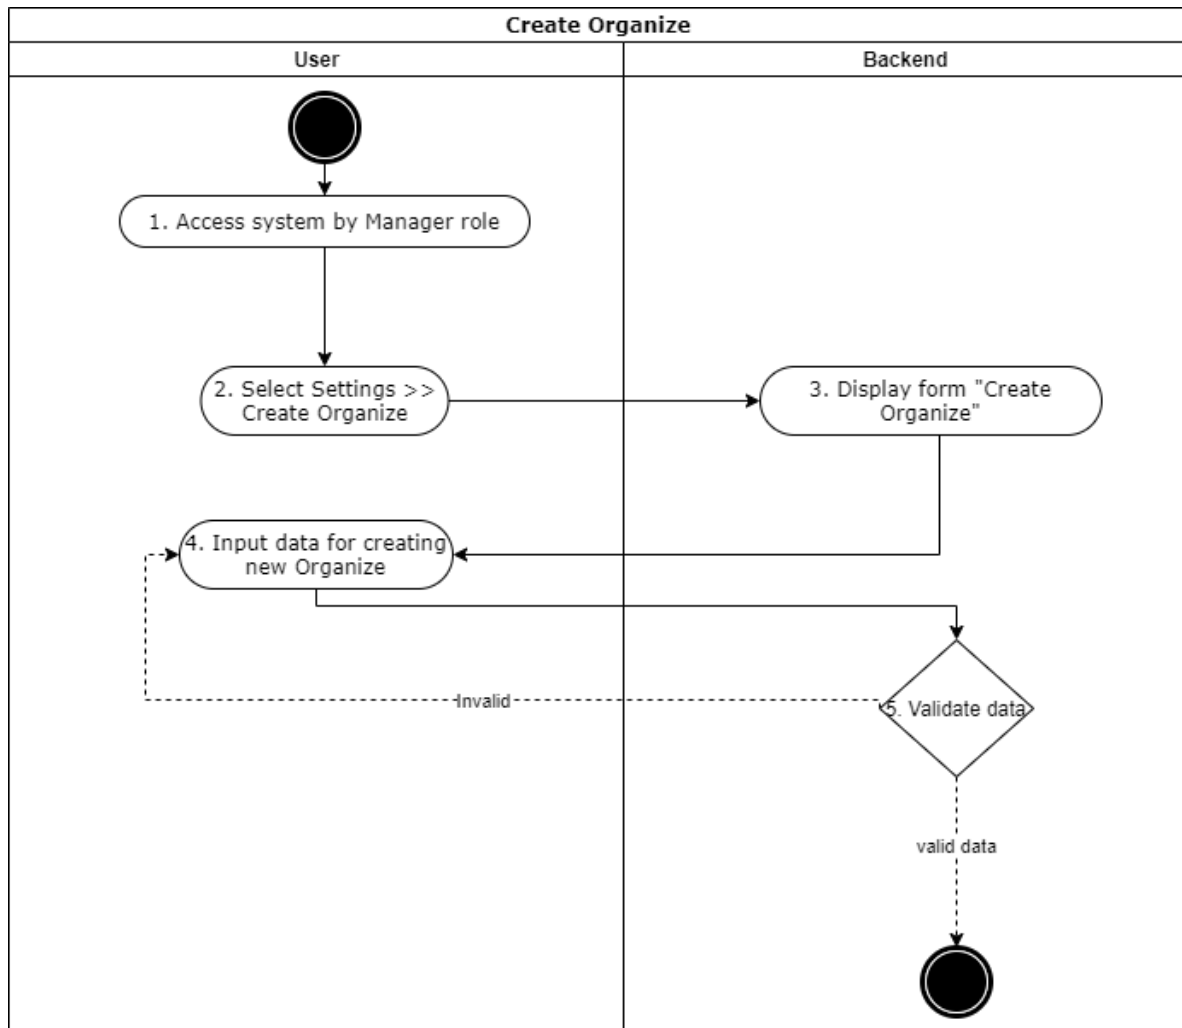 Create Organize
User
Backend
1. Access system by Manager role
2. Select Settings >>
Create Organize
3. Display form "Create
Organize"
4. Input data for creating
new Organize
Invalid
5. Validate data
valid data